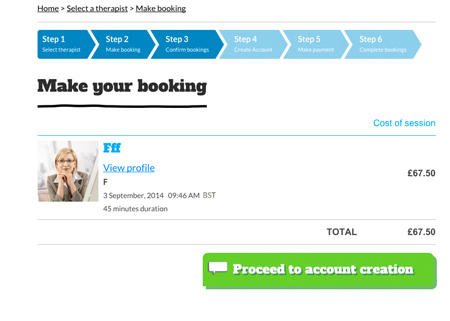 Home > Select a therapist > Make booking
Step 1 Step 2 Step 3 Step 4 Step 5 Step 6
Select therapist Make booking Confirm bookings Create Account Make payment Complete bookings
Make your booking
Cost of session
Fff
View profile
F
£67.50
3 September, 2014 09:46 AM BST
45 minutes duration
TOTAL £67.50
Proceed to account creation